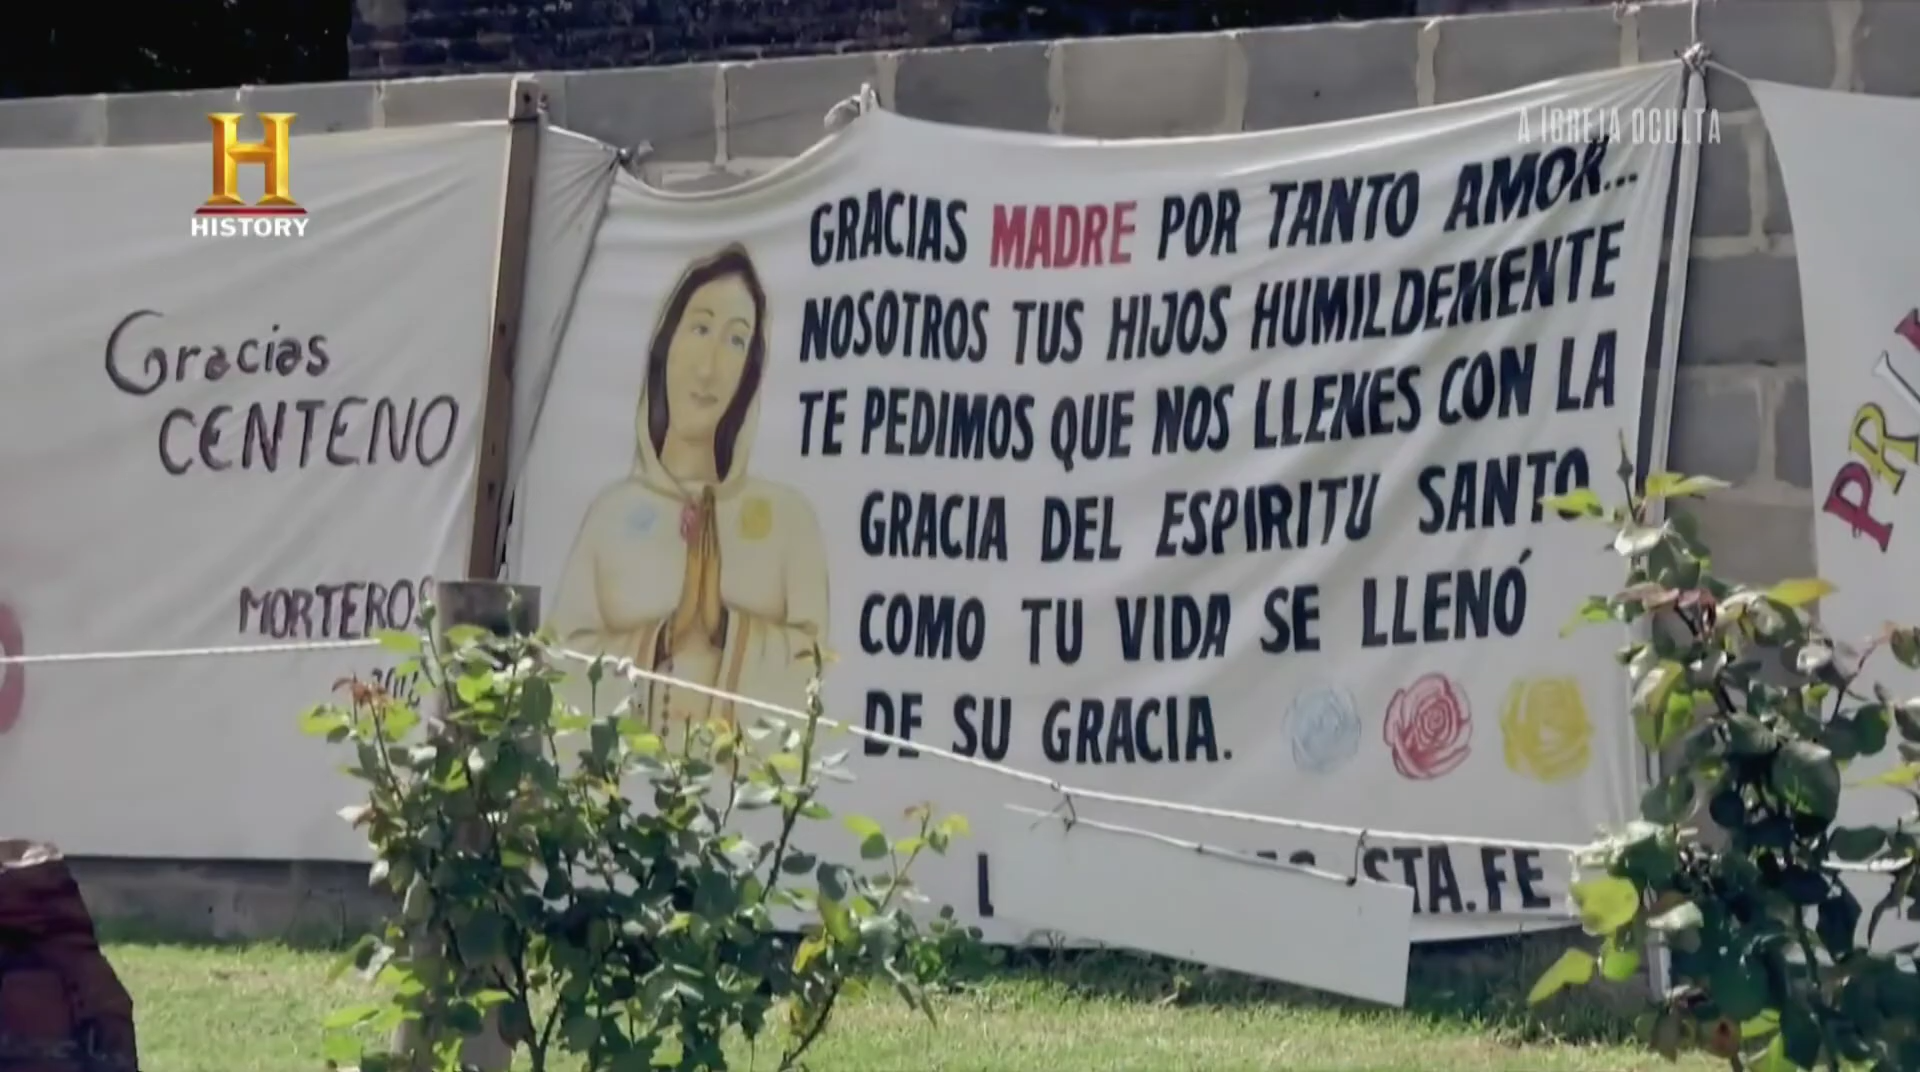 H
HISTORY
A IGREJA OCULTA
Gracias
CENTENO
MORTEROS
GRACIAS MADRE POR TANTO AMOR...
NOSOTROS TUS HIJOS HUMILDEMENTE
TE PEDIMOS QUE NOS LLENES CON LA
GRACIA DEL ESPIRITU SANTO
COMO TU VIDA SE LLENÓ
DE SU GRACIA.
STA.FE